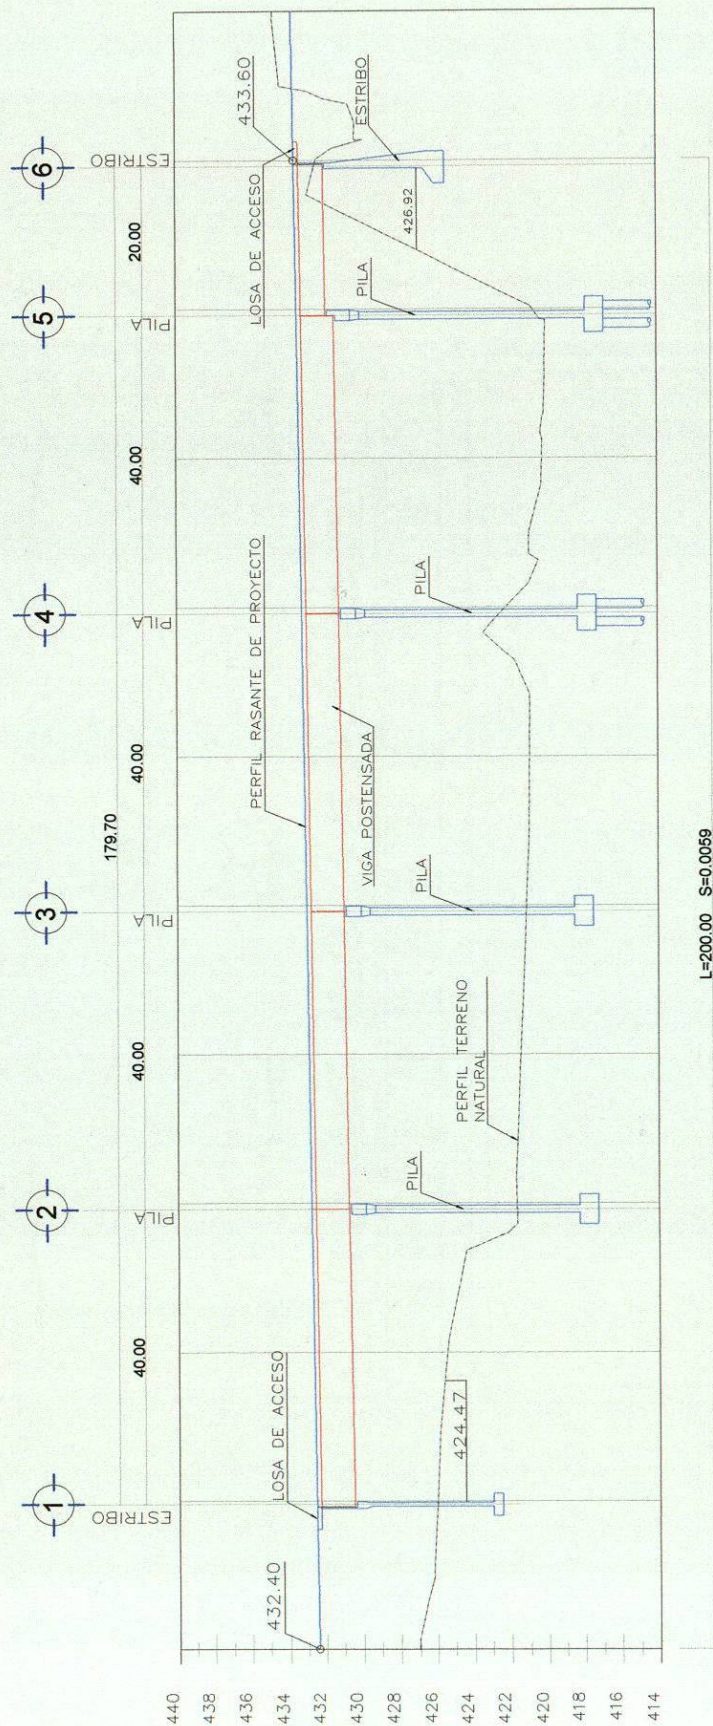 1
2
3
4
5
6
179.70
40.00
40.00
40.00
40.00
20.00
ESTRIBO
PILA
PILA
PILA
PILA
ESTRIBO
432.40
LOSA DE ACCESO
PERFIL RASANTE DE PROYECTO
LOSA DE ACCESO
433.60
VIGA POSTENSADA
424.47
PILA
PERFIL TERRENO
NATURAL
PILA
PILA
PILA
426.92
ESTRIBO
440
438
436
434
432
430
428
426
424
422
420
418
416
414
L=200.00 S=0.0059